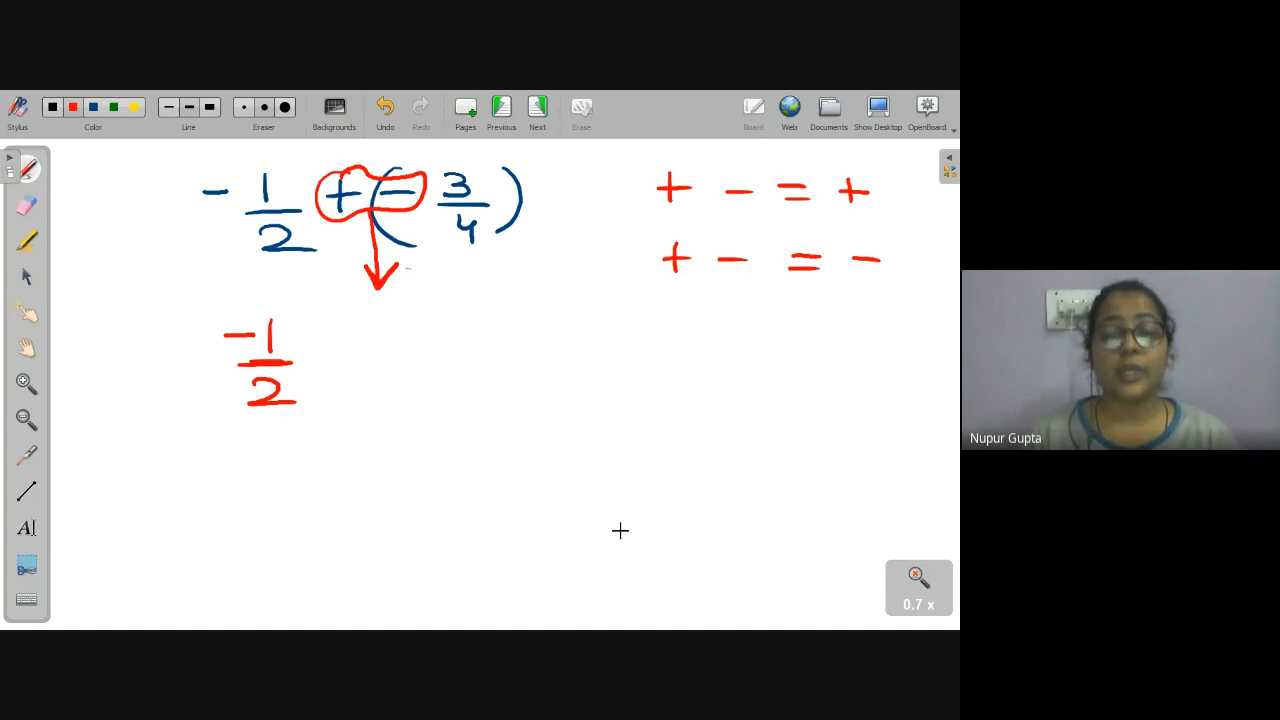 Stylus Color Line Eraser Backgrounds Undo Redo Pages Previous Next Erase Board Web Documents Show Desktop OpenBoard
- 1/2 + (- 3/4)
+ - = +
+ - = -
-1/2
Nupur Gupta
0.7 x